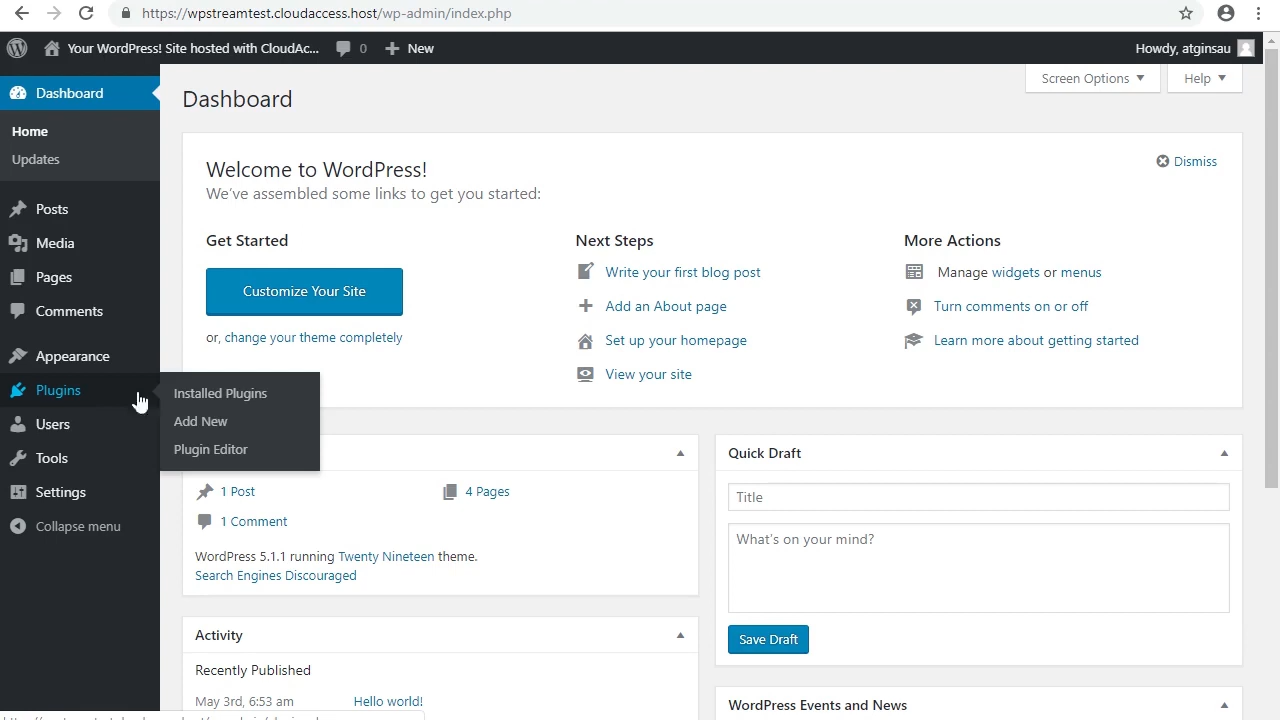 https://wpstreamtest.cloudaccess.host/wp-admin/index.php
Your WordPress! Site hosted with CloudAc...
0
New
Howdy, atginsau
Dashboard
Home
Updates
Posts
Media
Pages
Comments
Appearance
Plugins
Users
Tools
Settings
Collapse menu
Installed Plugins
Add New
Plugin Editor
Screen Options
Help
Dashboard
Welcome to WordPress!
We've assembled some links to get you started:
Dismiss
Get Started
Customize Your Site
or, change your theme completely
Next Steps
Write your first blog post
Add an About page
Set up your homepage
View your site
More Actions
Manage widgets or menus
Turn comments on or off
Learn more about getting started
1 Post
4 Pages
1 Comment
WordPress 5.1.1 running Twenty Nineteen theme.
Search Engines Discouraged
Activity
Recently Published
May 3rd, 6:53 am
Hello world!
Quick Draft
Title
What's on your mind?
Save Draft
WordPress Events and News